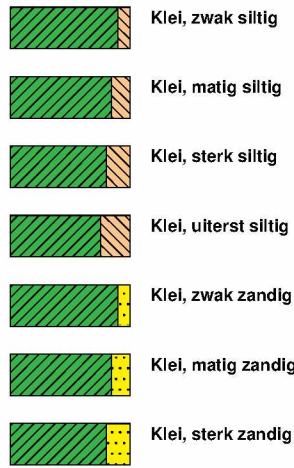 Klei, zwak siltig
Klei, matig siltig
Klei, sterk siltig
Klei, uiterst siltig
Klei, zwak zandig
Klei, matig zandig
Klei, sterk zandig